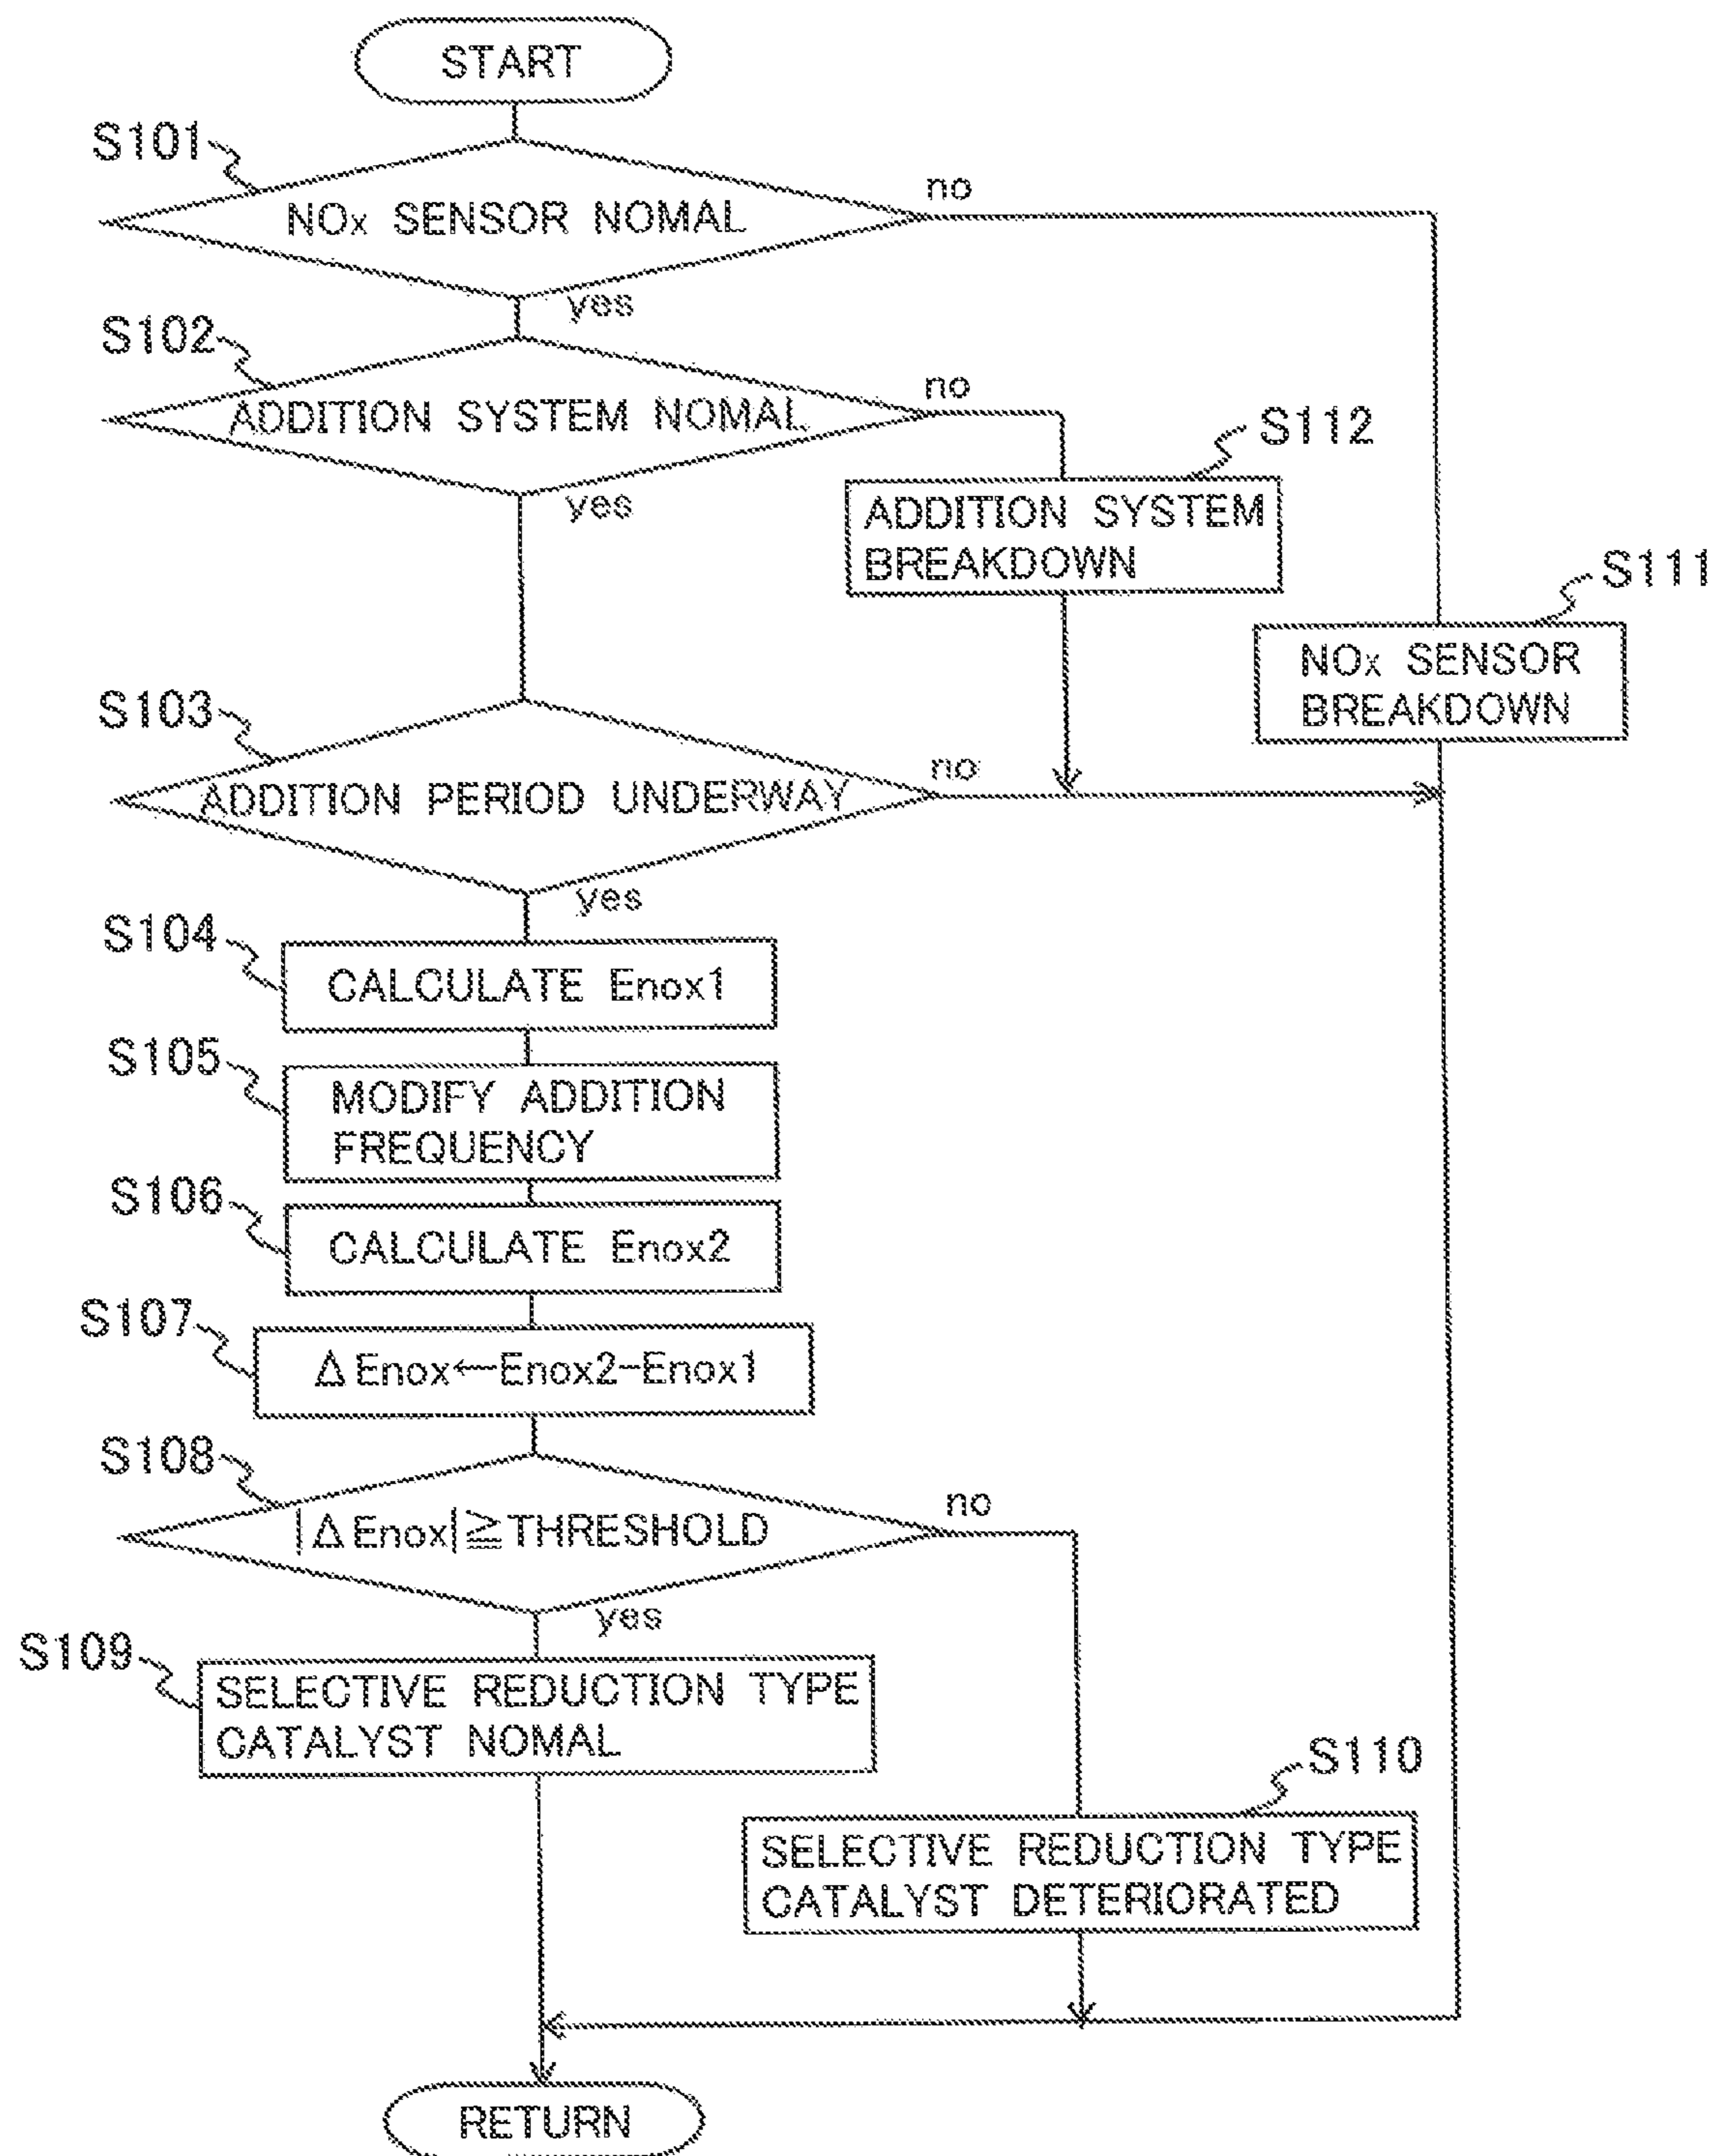 START
S101
NOx SENSOR NOMAL
no
yes
S102
ADDITION SYSTEM NOMAL
no
yes
S112
ADDITION SYSTEM
BREAKDOWN
S111
NOx SENSOR
BREAKDOWN
S103
ADDITION PERIOD UNDERWAY
no
yes
S104
CALCULATE Enox1
S105
MODIFY ADDITION
FREQUENCY
S106
CALCULATE Enox2
S107
Δ Enox←Enox2-Enox1
S108
|Δ Enox|≧THRESHOLD
no
yes
S109
SELECTIVE REDUCTION TYPE
CATALYST NOMAL
S110
SELECTIVE REDUCTION TYPE
CATALYST DETERIORATED
RETURN